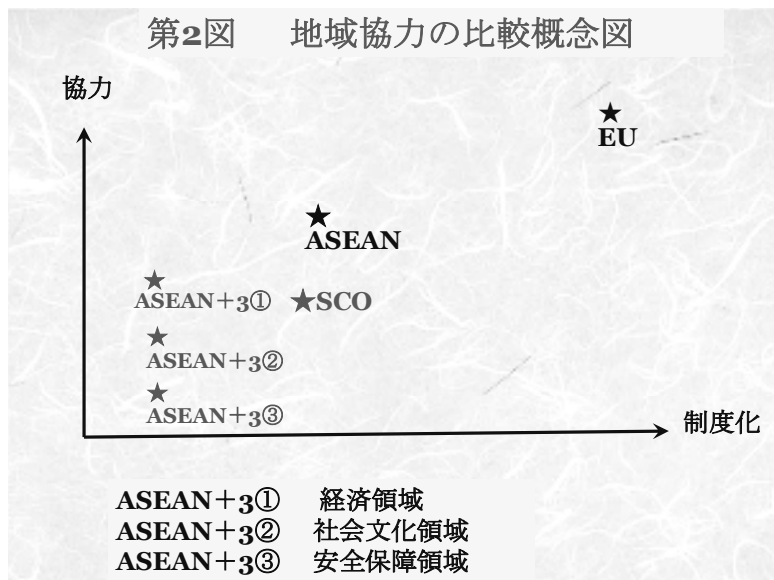 第2図　　地域協力の比較概念図
協力
★
EU
★
ASEAN
★
ASEAN＋3①
★SCO
★
ASEAN＋3②
★
ASEAN＋3③
制度化
ASEAN＋3①　経済領域
ASEAN＋3②　社会文化領域
ASEAN＋3③　安全保障領域